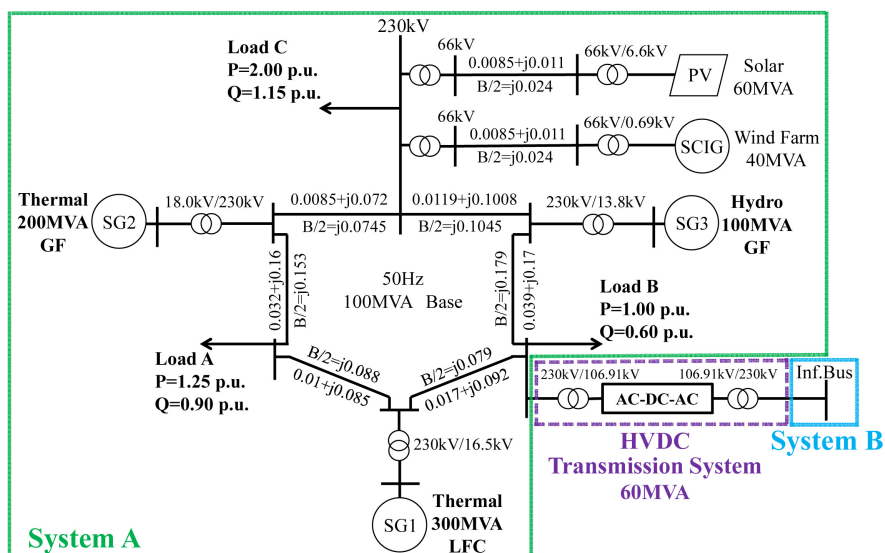 230kV
Load C
P=2.00 p.u.
Q=1.15 p.u.
66kV
0.0085+j0.011
B/2=j0.024
66kV/6.6kV
PV
Solar
60MVA
66kV
0.0085+j0.011
B/2=j0.024
66kV/0.69kV
SCIG
Wind Farm
40MVA
Thermal
200MVA
GF
SG2
18.0kV/230kV
0.0085+j0.072
B/2=j0.0745
0.0119+j0.1008
B/2=j0.1045
230kV/13.8kV
SG3
Hydro
100MVA
GF
0.032+j0.16
B/2=j0.153
50Hz
100MVA Base
B/2=j0.179
0.039+j0.17
Load B
P=1.00 p.u.
Q=0.60 p.u.
Load A
P=1.25 p.u.
Q=0.90 p.u.
B/2=j0.088
0.01+j0.085
B/2=j0.079
0.017+j0.092
230kV/106.91kV
106.91kV/230kV
AC-DC-AC
Inf.Bus
HVDC
Transmission System
60MVA
System B
230kV/16.5kV
SG1
Thermal
300MVA
LFC
System A